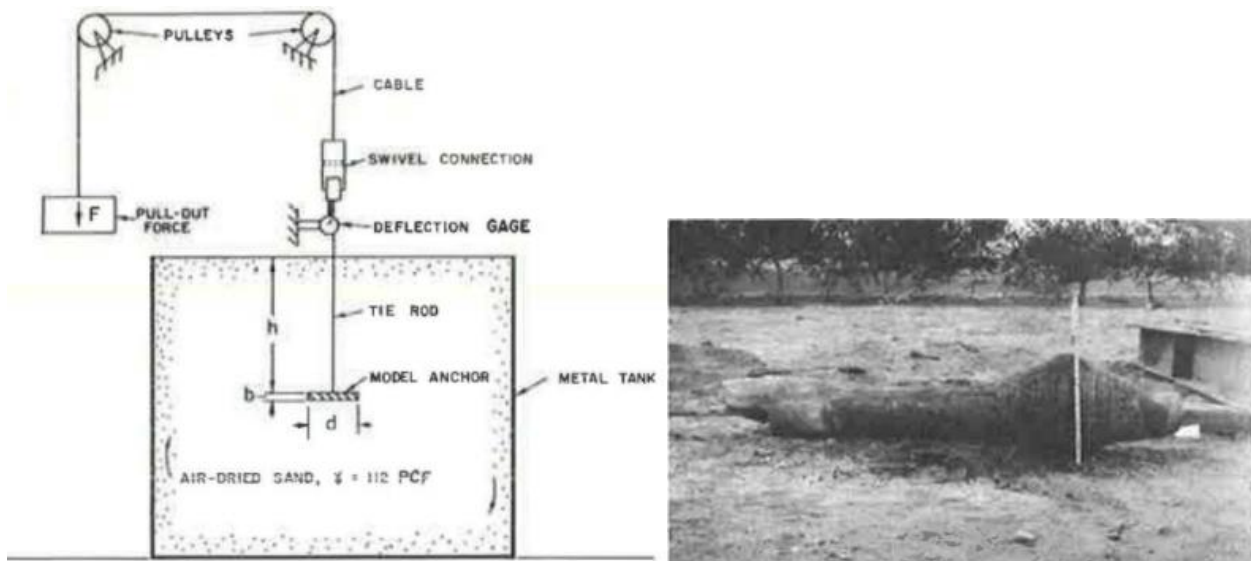 PULLEYS
CABLE
SWIVEL CONNECTION
F
PULL-OUT
FORCE
DEFLECTION GAGE
h
TIE ROD
MODEL ANCHOR
METAL TANK
b
d
AIR-DRIED SAND, γ = 112 PCF